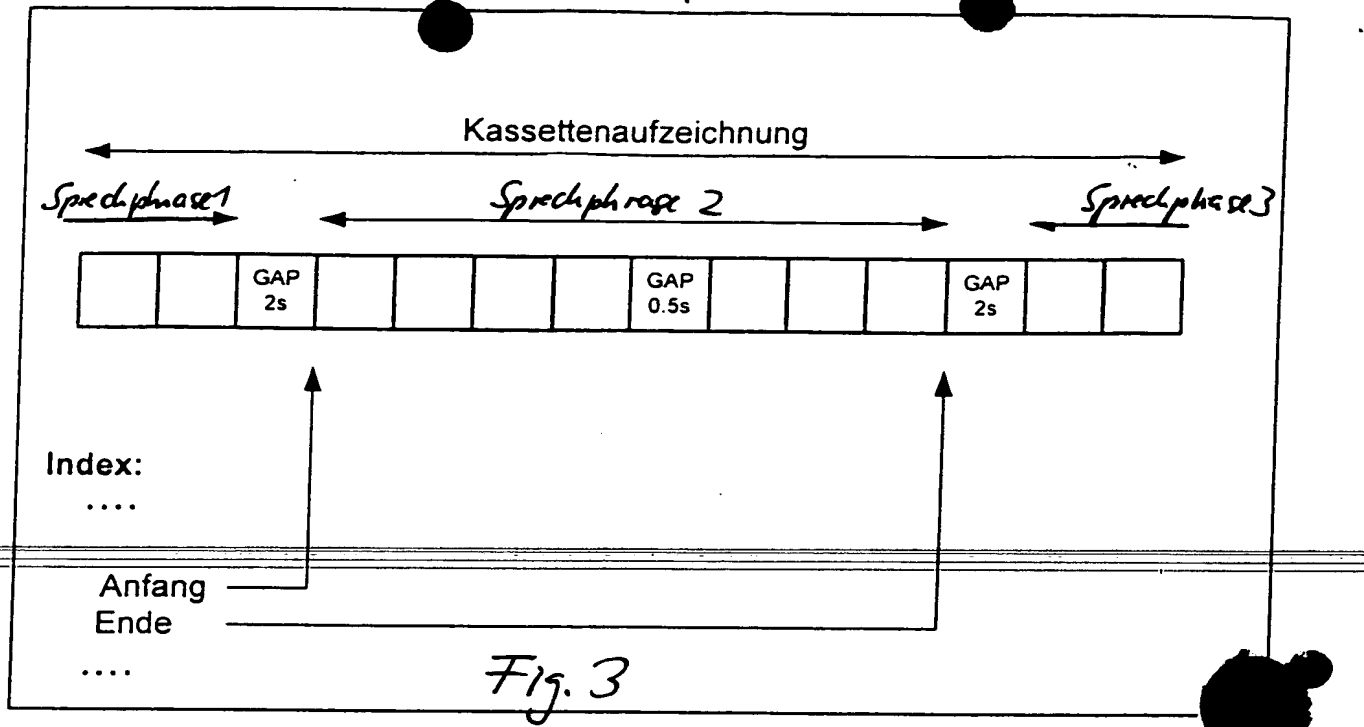 Kassettenaufzeichnung
Sprechphase1 Sprechphrase 2 Sprechphase3
GAP GAP GAP
2s 0.5s 2s
Index:
....
Anfang
Ende
....
Fig. 3